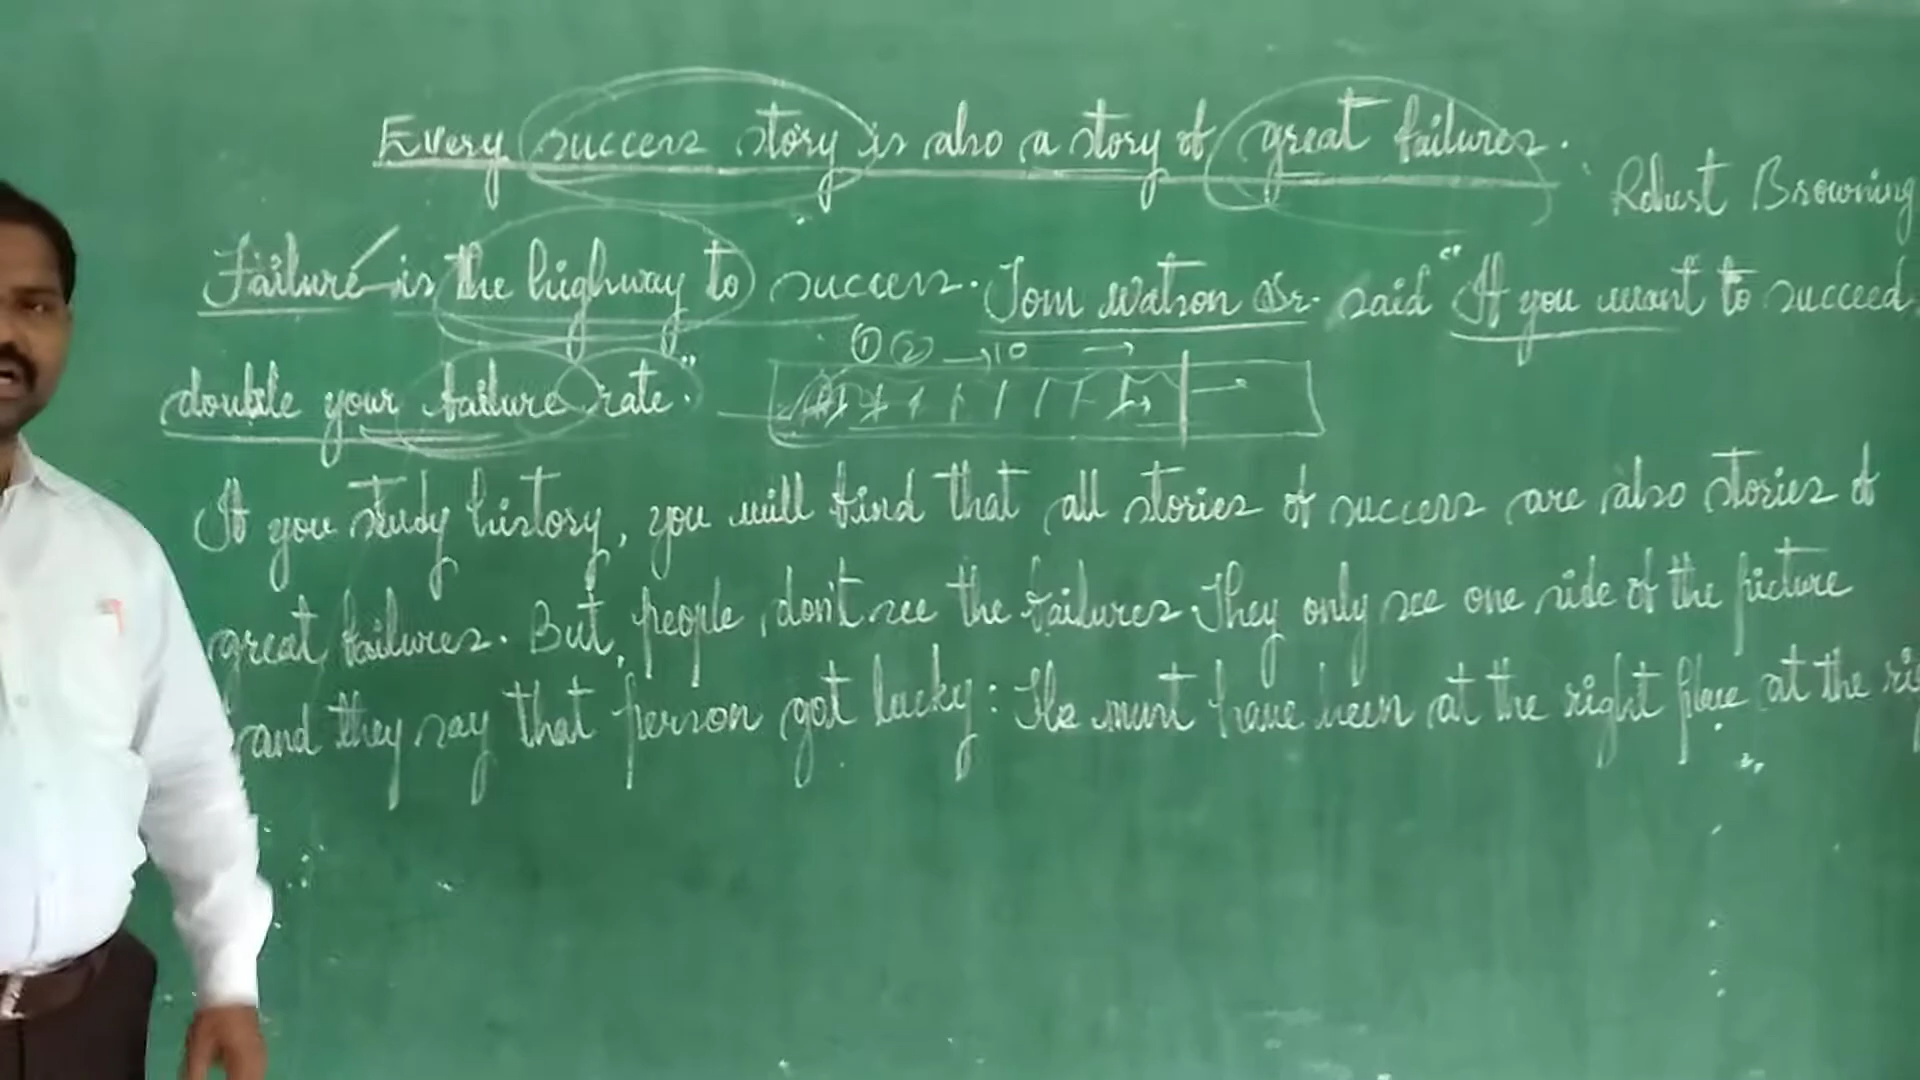 Every success story is also a story of great failures.
Robust Browning
Failure is the highway to success. Tom Watson Sr. said "If you want to succeed,
① ② → 10 →
double your failure rate."
If you study history, you will find that all stories of success are also stories of
great failures. But, people don't see the failures. They only see one side of the picture
and they say that person got lucky: He must have been at the right place at the